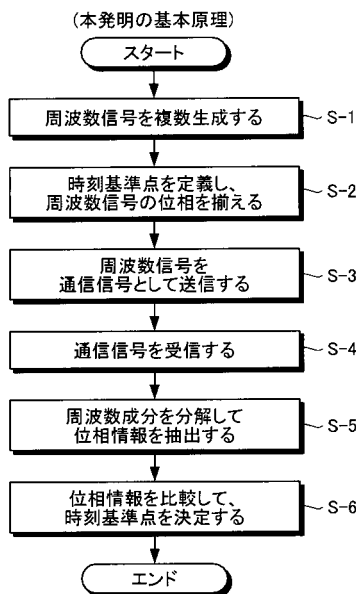 (本発明の基本原理)
スタート
周波数信号を複数生成する
S-1
時刻基準点を定義し、
周波数信号の位相を揃える
S-2
周波数信号を
通信信号として送信する
S-3
通信信号を受信する
S-4
周波数成分を分解して
位相情報を抽出する
S-5
位相情報を比較して、
時刻基準点を決定する
S-6
エンド